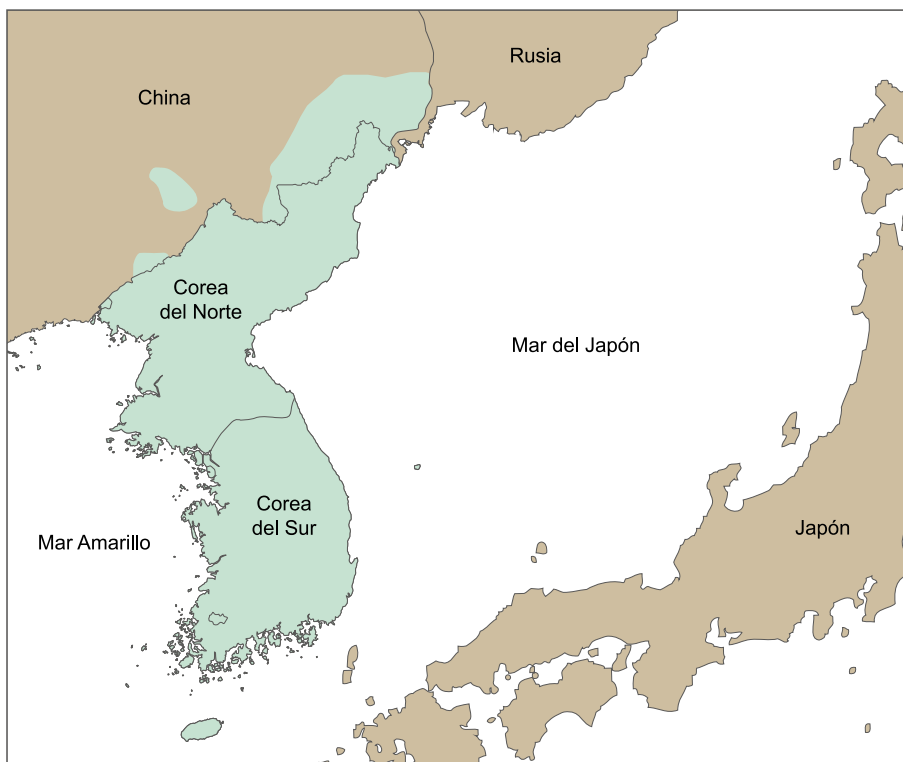 Rusia
China
Corea
del Norte
Mar del Japón
Corea
del Sur
Mar Amarillo
Japón